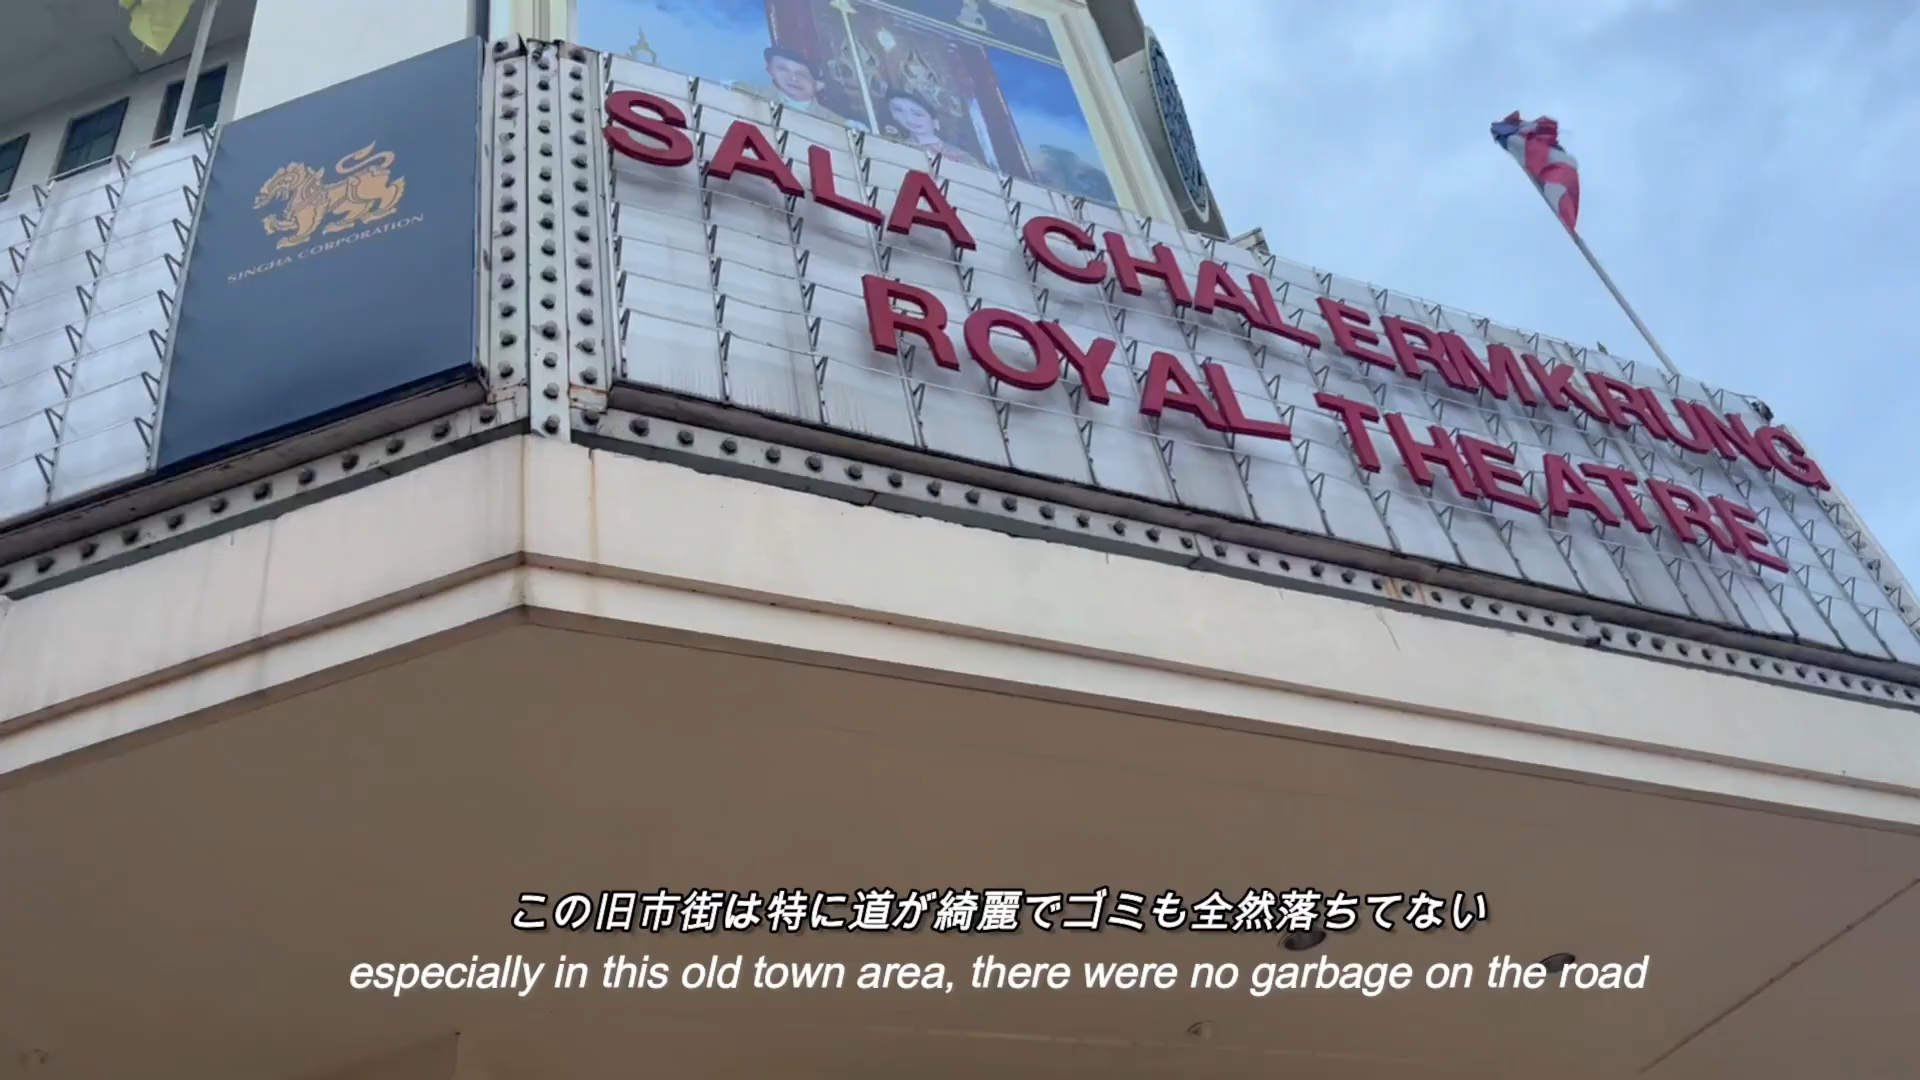 SINGHA CORPORATION
SALA CHALERMKRUNG
ROYAL THEATRE
この旧市街は特に道が綺麗でゴミも全然落ちてない
especially in this old town area, there were no garbage on the road